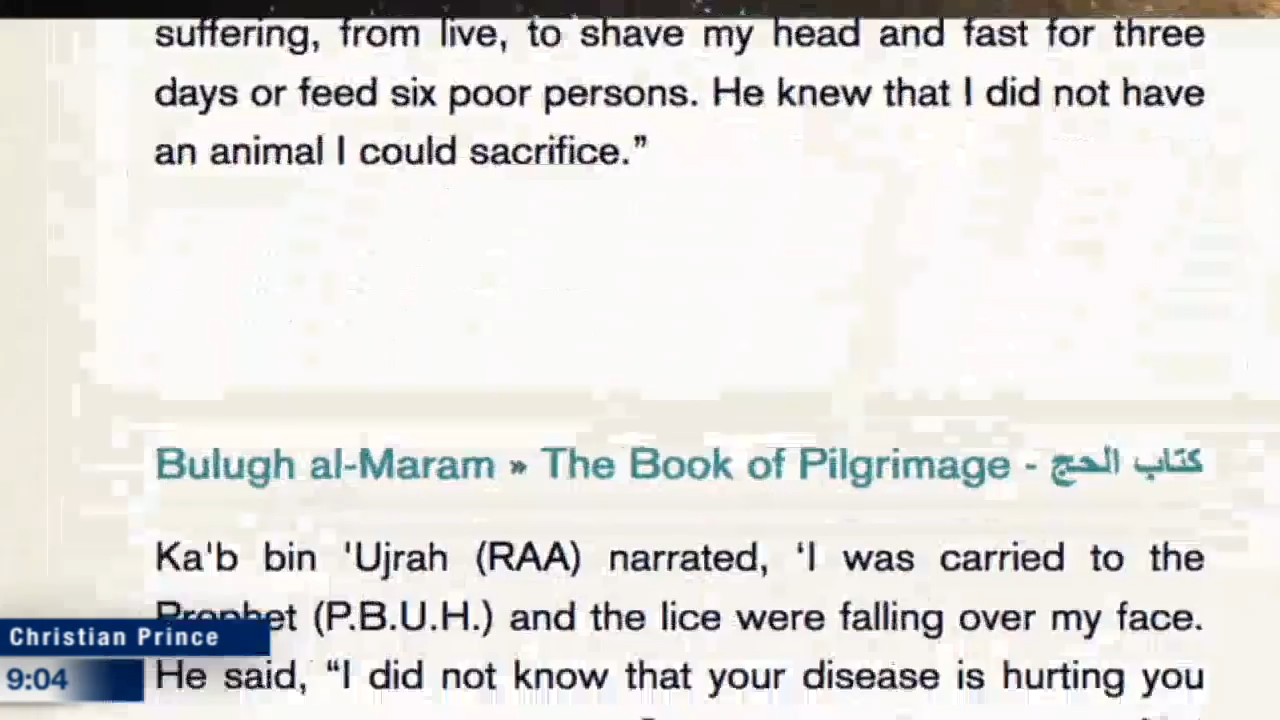 suffering, from live, to shave my head and fast for three
days or feed six poor persons. He knew that I did not have
an animal I could sacrifice.”
Bulugh al-Maram » The Book of Pilgrimage - كتاب الحج
Ka'b bin 'Ujrah (RAA) narrated, ‘I was carried to the
Prophet (P.B.U.H.) and the lice were falling over my face.
Christian Prince
He said, “I did not know that your disease is hurting you
9:04